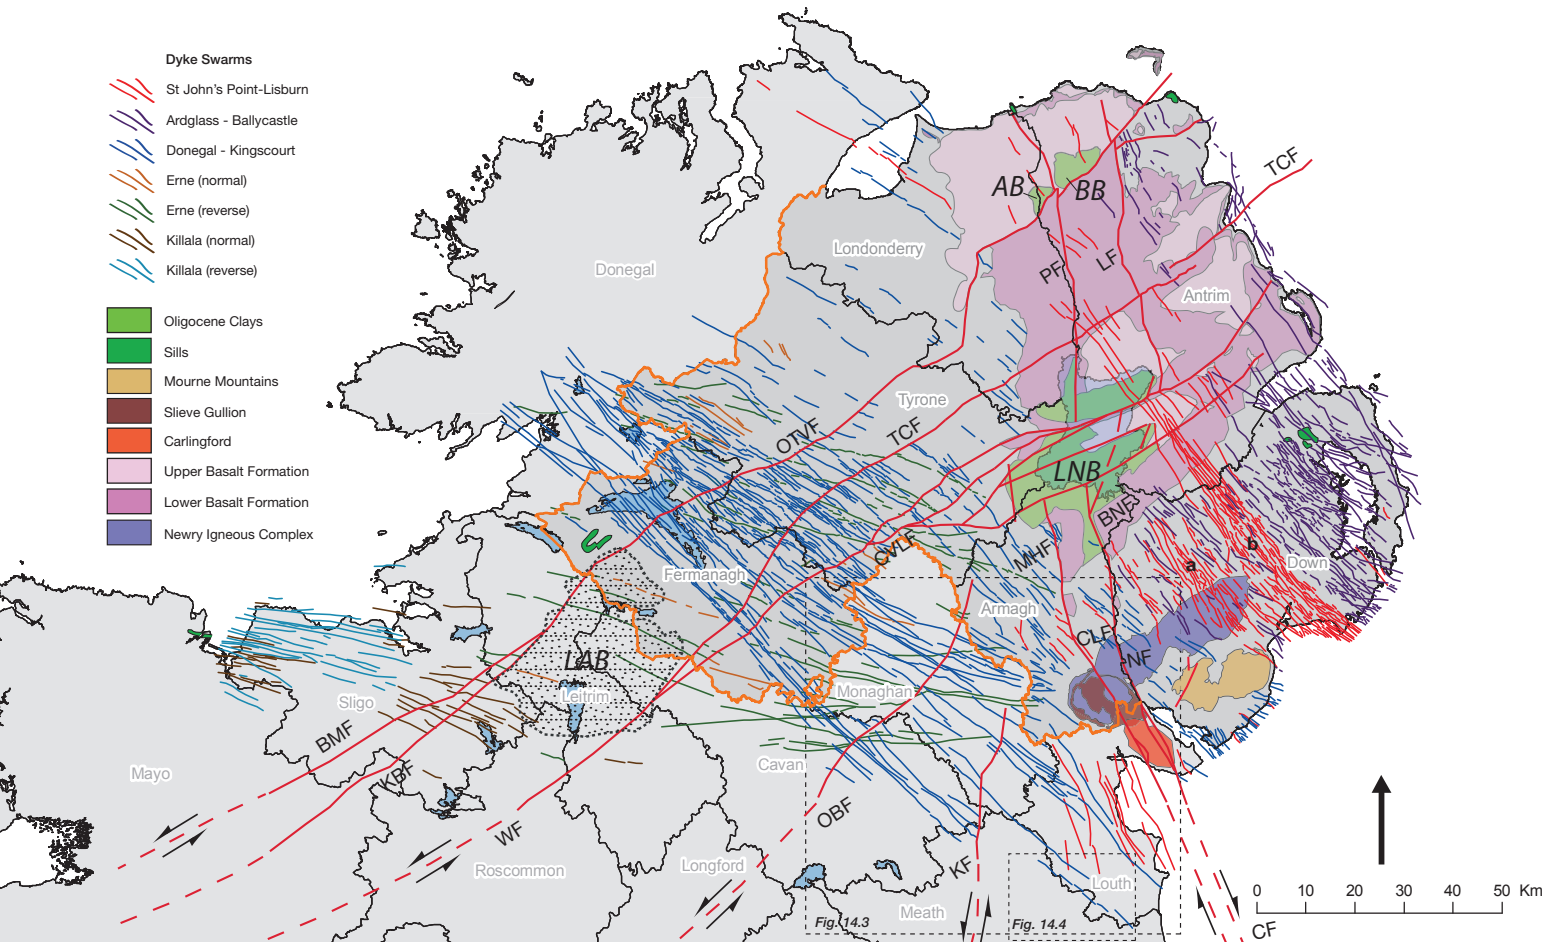 Dyke Swarms
St John's Point-Lisburn
Ardglass - Ballycastle
Donegal - Kingscourt
Erne (normal)
Erne (reverse)
Killala (normal)
Killala (reverse)
Oligocene Clays
Sills
Mourne Mountains
Slieve Gullion
Carlingford
Upper Basalt Formation
Lower Basalt Formation
Newry Igneous Complex
TCF
AB
BB
Londonderry
Donegal
PF
LF
Antrim
Tyrone
OTVF
TCF
LNB
BNF
CVLF
MHF
b
a
Down
Fermanagh
Armagh
CLF
NF
LAB
Leitrim
Monaghan
Sligo
BMF
Mayo
KBF
Cavan
OBF
WF
Roscommon
Longford
KF
Louth
Meath
Fig. 14.3
Fig. 14.4
0 10 20 30 40 50 Km
CF